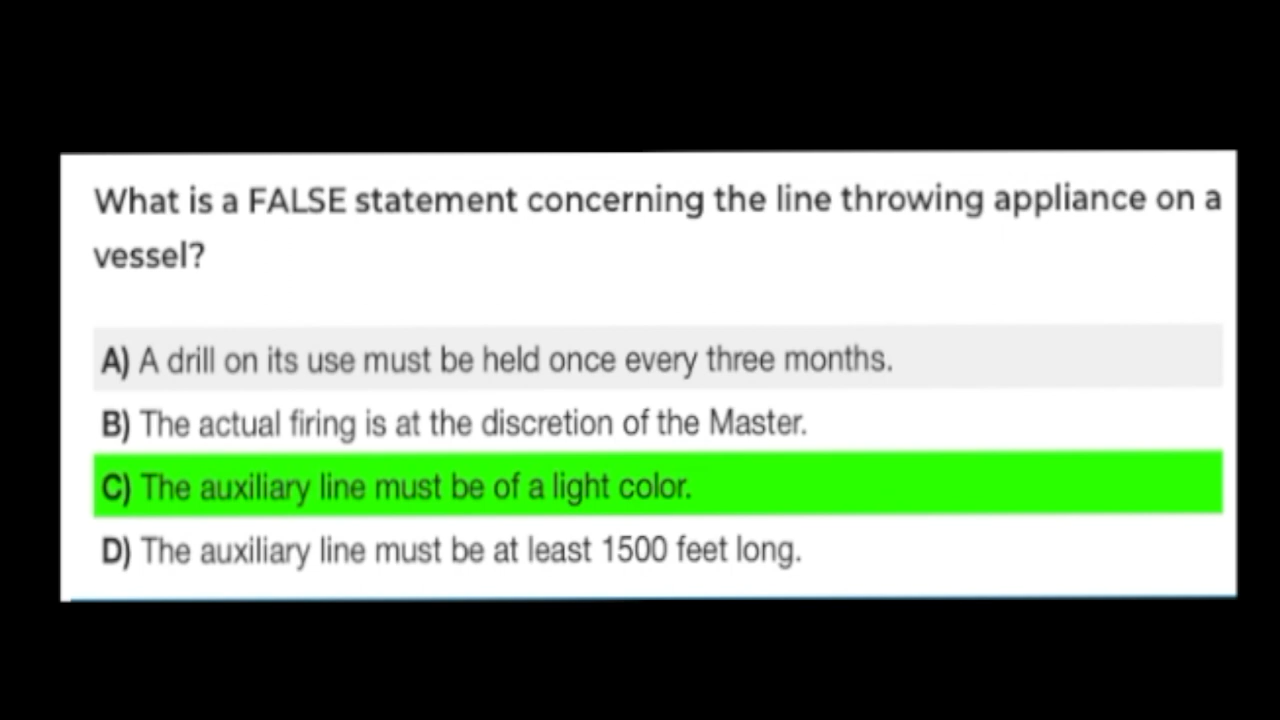 What is a FALSE statement concerning the line throwing appliance on a
vessel?
A) A drill on its use must be held once every three months.
B) The actual firing is at the discretion of the Master.
C) The auxiliary line must be of a light color.
D) The auxiliary line must be at least 1500 feet long.